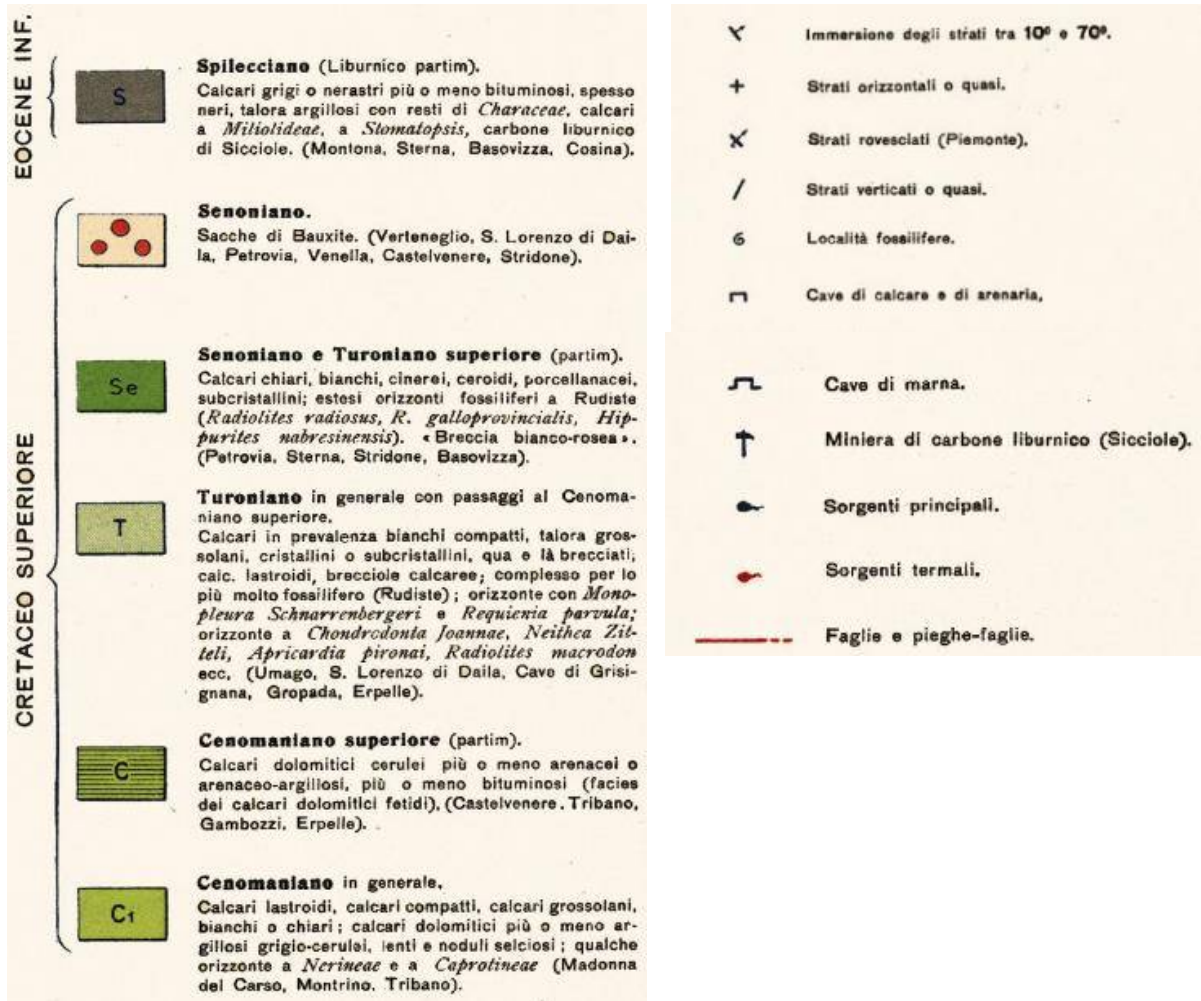 EOCENE INF.
S
Spilecciano (Liburnico partim).
Calcari grigi o nerastri più o meno bituminosi, spesso
neri, talora argillosi con resti di Characeae, calcari
a Miliolideae, a Stomatopsis, carbone liburnico
di Sicciole. (Montona, Sterna, Basovizza, Cosina).
CRETACEO SUPERIORE
Senoniano.
Sacche di Bauxite. (Verteneglio, S. Lorenzo di Dai-
la, Petrovia, Venella, Castelvenere, Stridone).
Se
Senoniano e Turoniano superiore (partim).
Calcari chiari, bianchi, cinerei, ceroidi, porcellanacei,
subcristallini; estesi orizzonti fossiliferi a Rudiste
(Radiolites radiosus, R. galloprovincialis, Hip-
purites nabresinensis). «Breccia bianco-rosea».
(Petrovia, Sterna, Stridone, Basovizza).
T
Turoniano in generale con passaggi al Cenoma-
niano superiore.
Calcari in prevalenza bianchi compatti, talora gros-
solani, cristallini o subcristallini, qua e là brecciati,
calc. lastroidi, brecciole calcaree; complesso per lo
più molto fossilifero (Rudiste); orizzonte con Mono-
pleura Schnarrenbergeri e Requienia parvula;
orizzonte a Chondrodonta Joannae, Neithea Zit-
teli, Apricardia pironai, Radiolites macrodon
ecc, (Umago, S. Lorenzo di Daila, Cave di Grisi-
gnana, Gropada, Erpelle).
C
Cenomaniano superiore (partim).
Calcari dolomitici cerulei più o meno arenacei o
arenaceo-argillosi, più o meno bituminosi (facies
dei calcari dolomitici fetidi), (Castelvenere. Tribano,
Gambozzi, Erpelle).
C1
Cenomaniano in generale.
Calcari lastroidi, calcari compatti, calcari grossolani,
bianchi o chiari; calcari dolomitici più o meno ar-
gillosi grigio-cerulei, lenti e noduli selciosi; qualche
orizzonte a Nerineae e a Caprotineae (Madonna
del Carso, Montrino. Tribano).
Immersione degli strati tra 10° e 70°.
Strati orizzontali o quasi.
Strati rovesciati (Piemonte).
Strati verticati o quasi.
Località fossilifere.
Cave di calcare e di arenaria.
Cave di marna.
Miniera di carbone liburnico (Sicciole).
Sorgenti principali.
Sorgenti termali.
Faglie e pieghe-faglie.